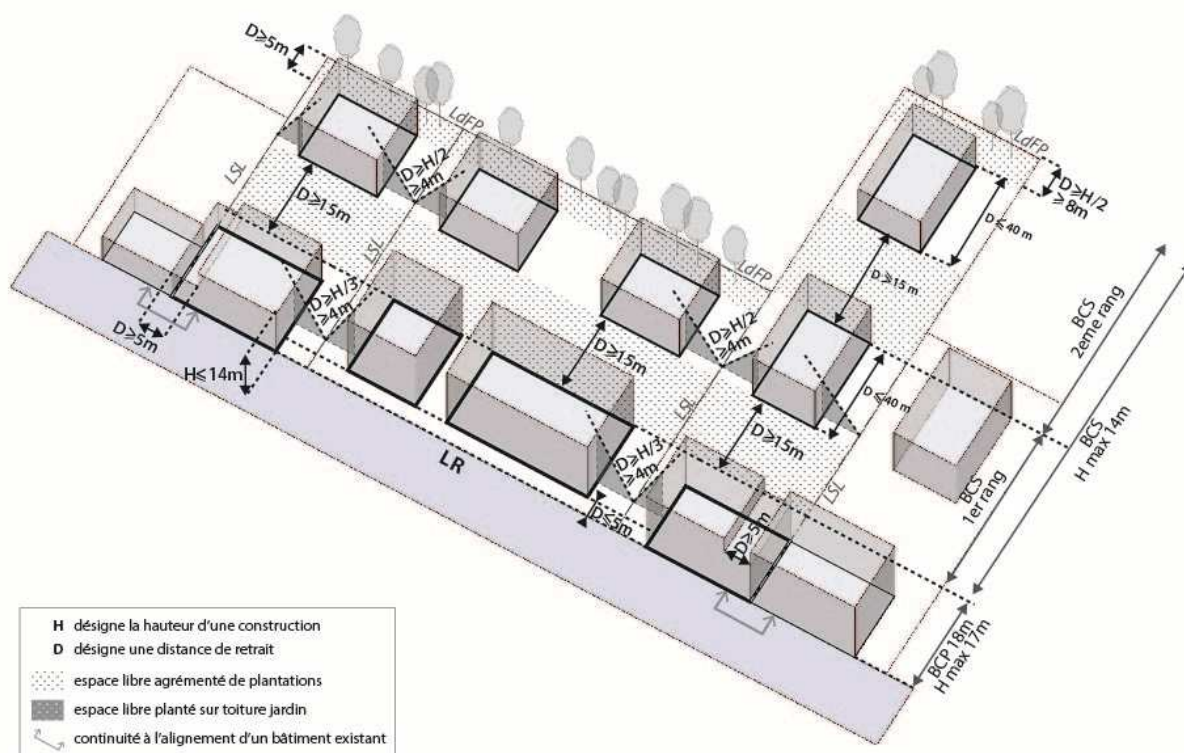 D≥5m
LdFP
LdFP
LSL
D≥H/2
≥4m
D≥H/2
≥8m
D≤40 m
D≥15m
LSL
D≥15 m
LdFP
BCS
2eme rang
D≥H/3
≥4m
D≥5m
H≤14m
D≥15m
D≥H/2
≥4m
D≤40 m
BCS
H max 14m
LSL
D≥15m
LR
D≥H/3
≥4m
D≤5m
D≥5m
LSL
BCS
1er rang
BCP 18m
H max 17m
H désigne la hauteur d'une construction
D désigne une distance de retrait
espace libre agrémenté de plantations
espace libre planté sur toiture jardin
continuité à l'alignement d'un bâtiment existant